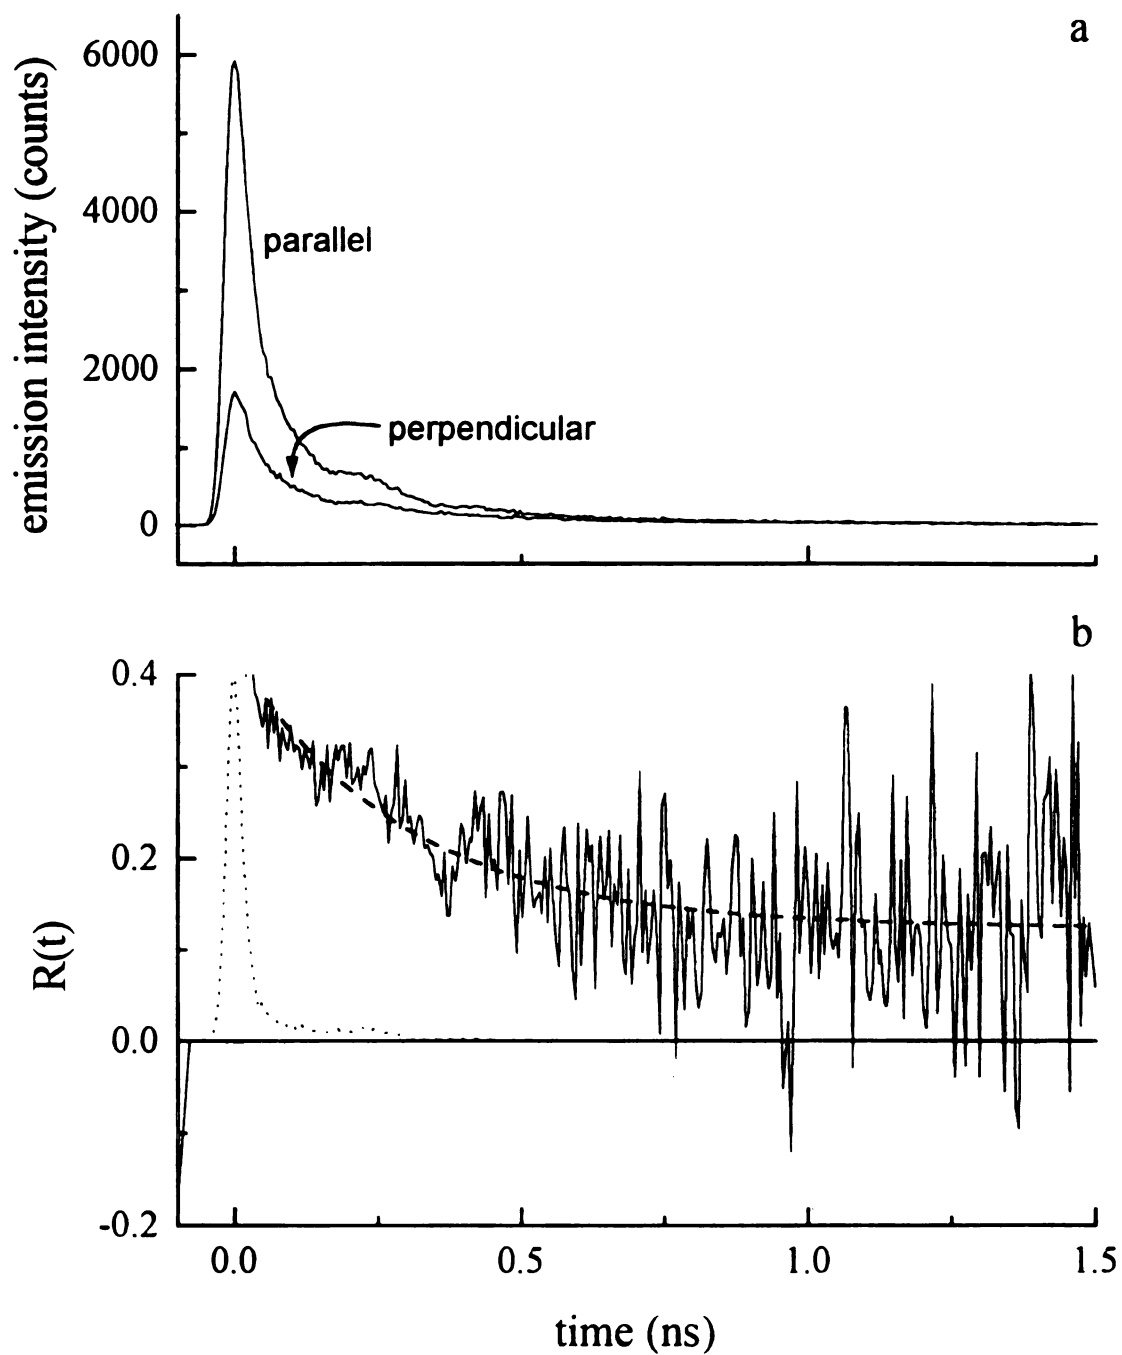 a
6000
4000
2000
0
emission intensity (counts)
parallel
perpendicular
b
0.4
0.2
0.0
-0.2
R(t)
0.0 0.5 1.0 1.5
time (ns)